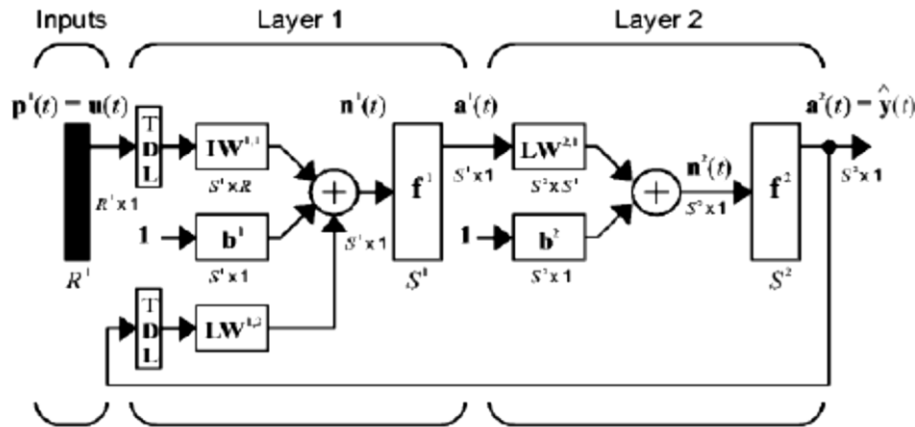 Inputs Layer 1 Layer 2
p¹(t) = u(t) n¹(t) a¹(t) a²(t) = ŷ(t)
TDL IW¹,¹ f¹ LW²,¹ n²(t) f²
R¹ x 1 S¹ x R S¹ x 1 S² x S¹ S² x 1 S² x 1
1 b¹ S¹ x 1 1 b²
R¹ S¹ x 1 S¹ S² x 1 S²
TDL LW¹,²